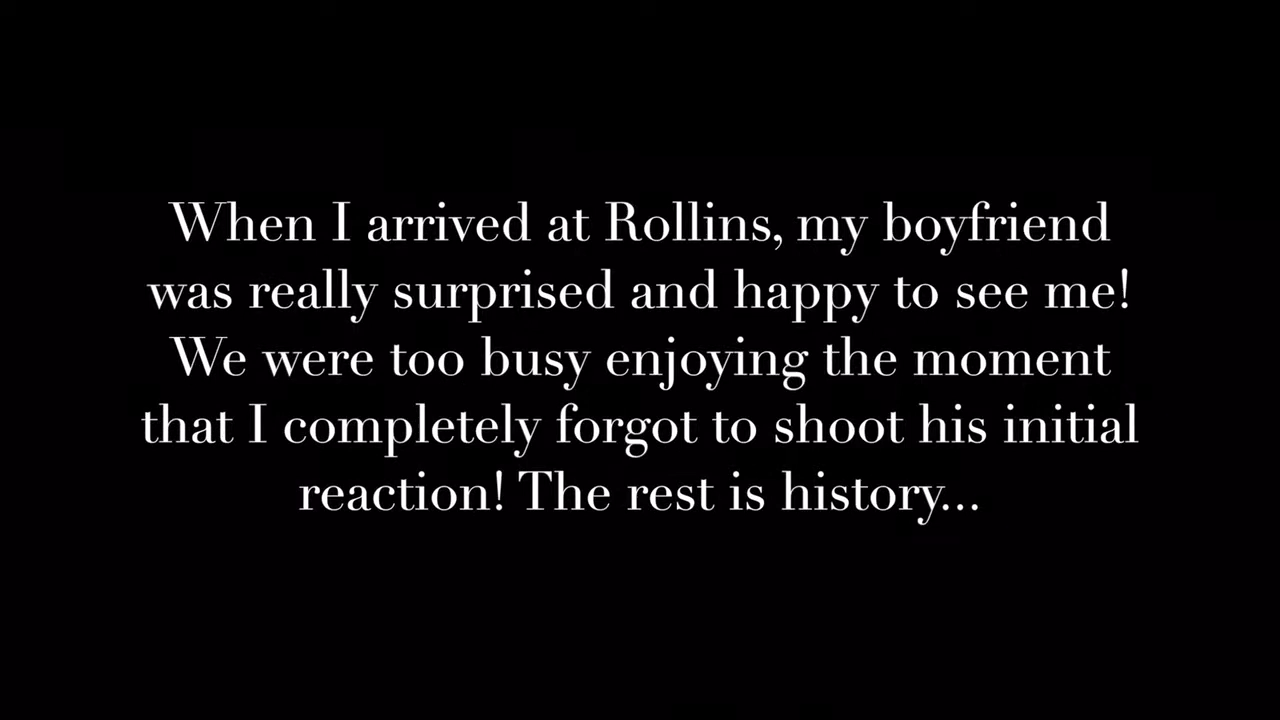 When I arrived at Rollins, my boyfriend
was really surprised and happy to see me!
We were too busy enjoying the moment
that I completely forgot to shoot his initial
reaction! The rest is history...